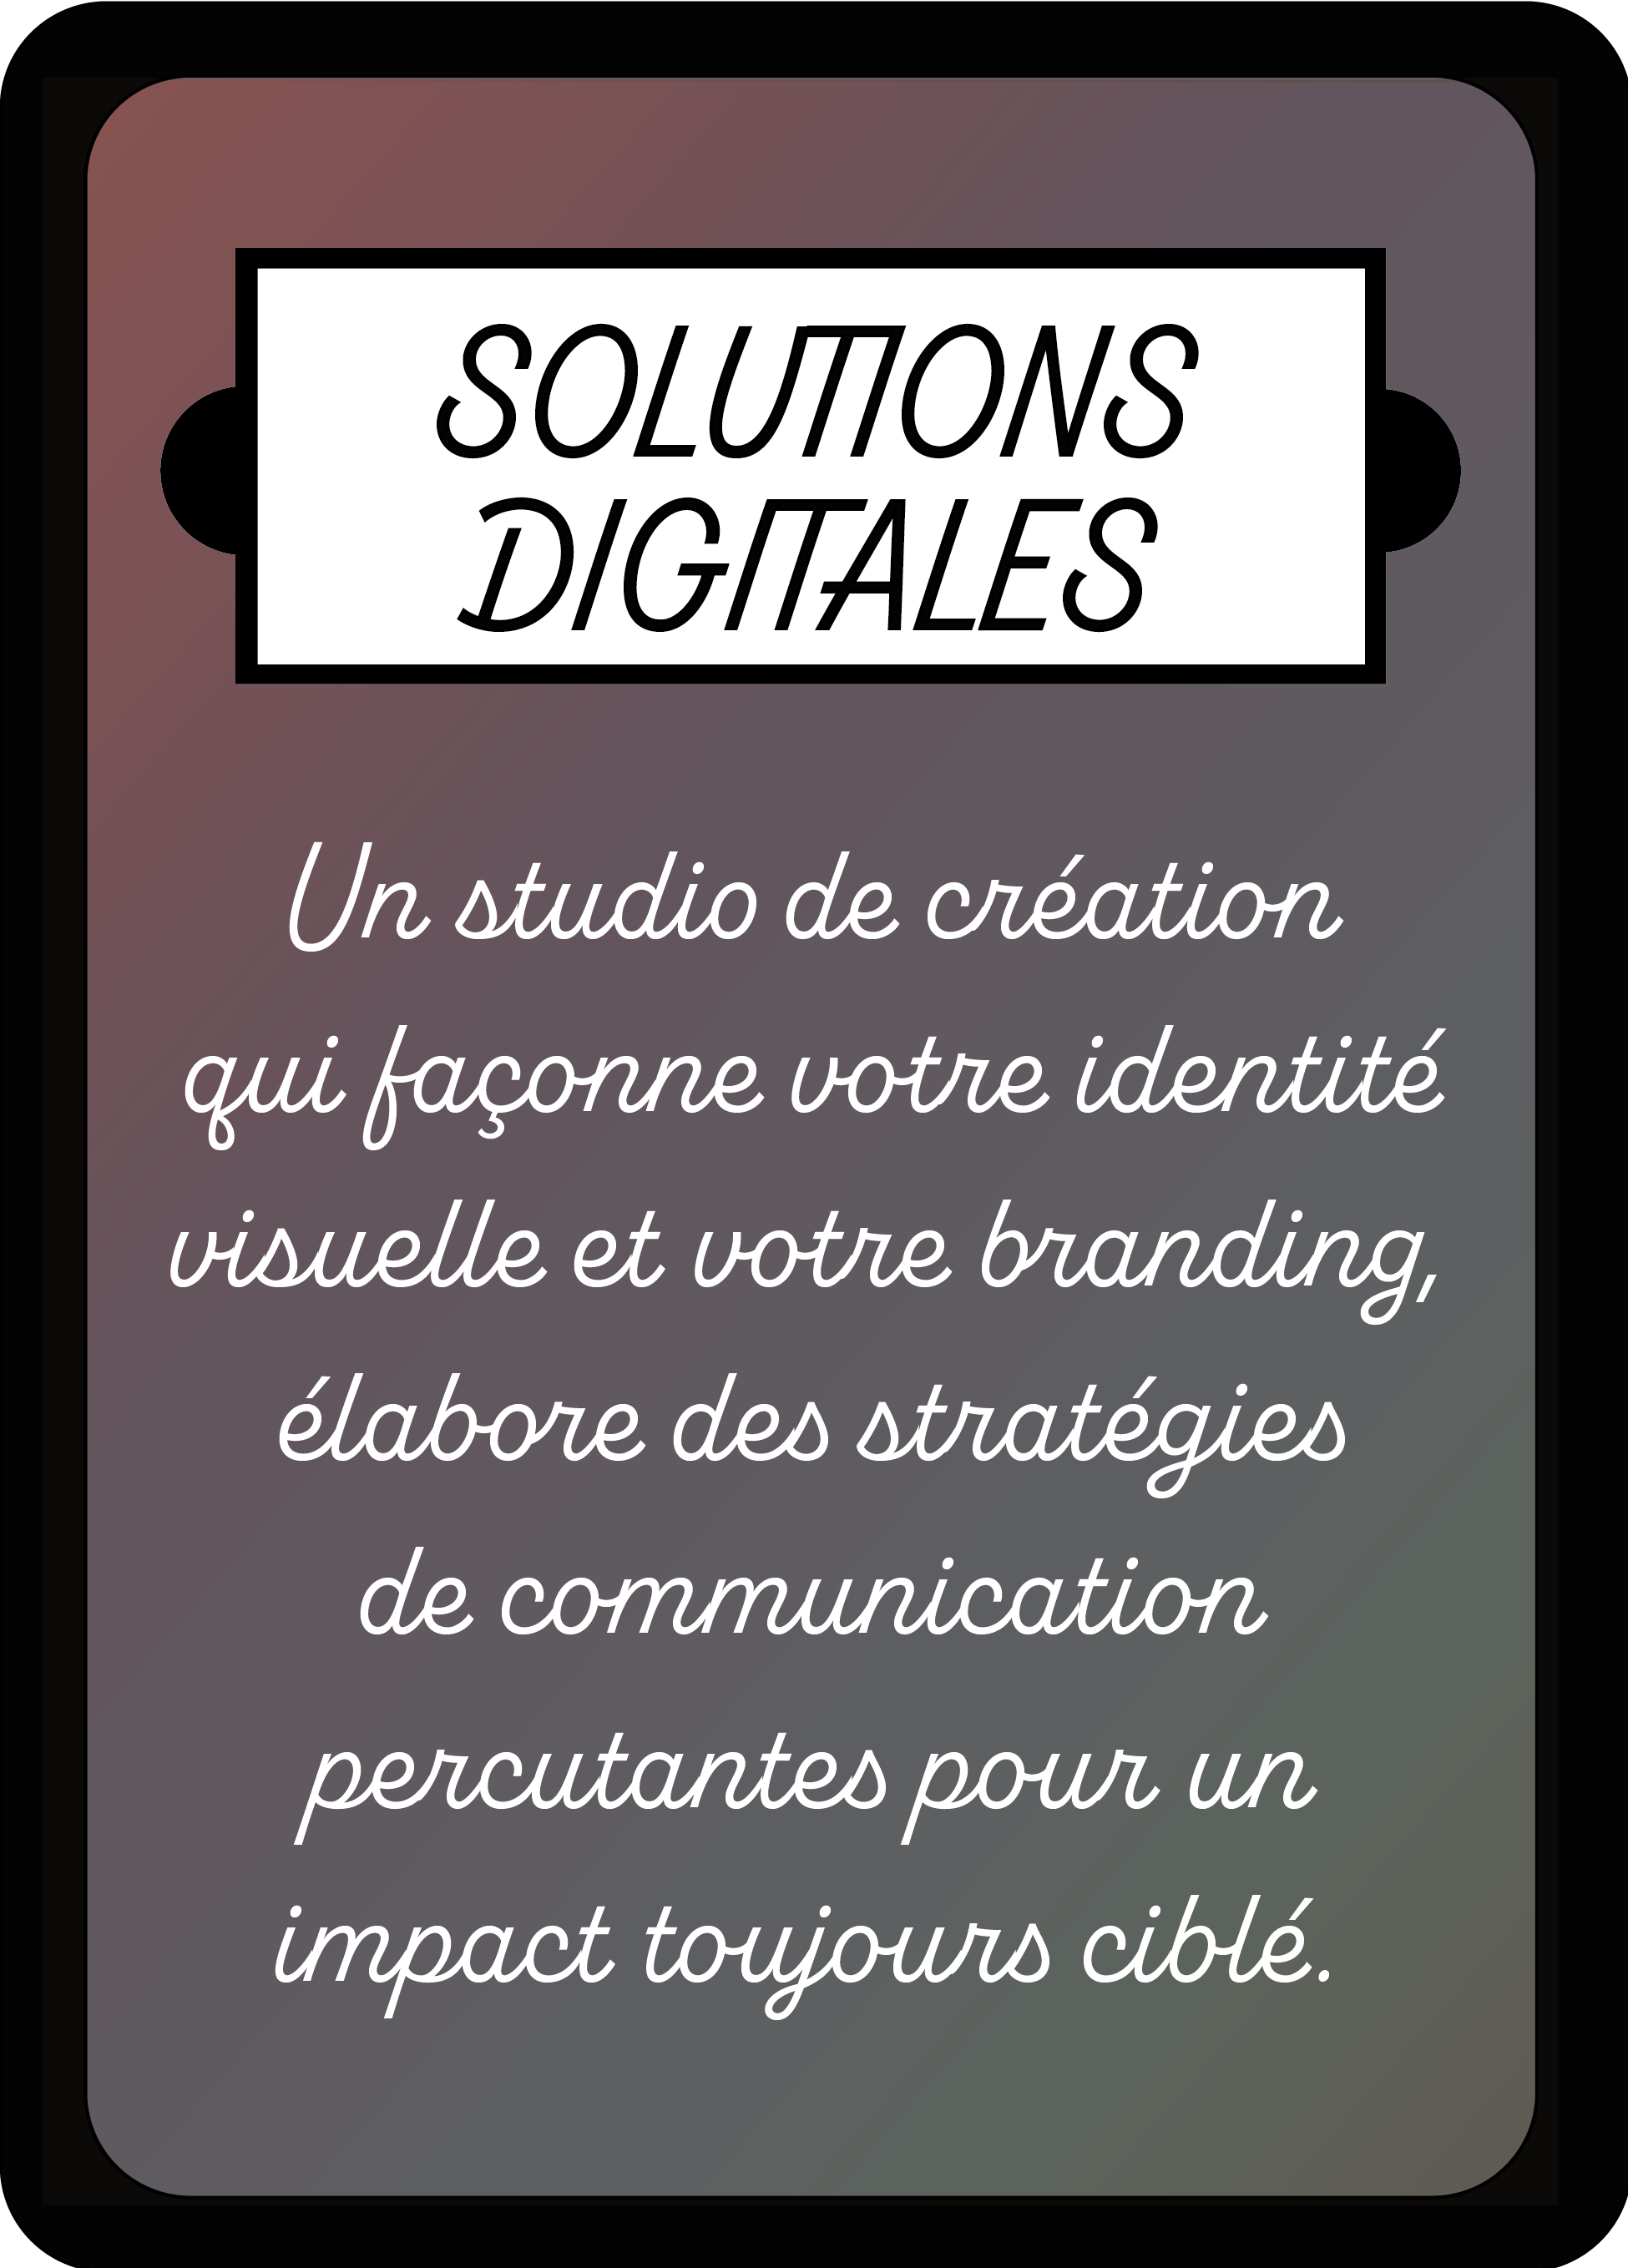 SOLUTIONS
DIGITALES
Un studio de création
qui façonne votre identité
visuelle et votre branding,
élabore des stratégies
de communication
percutantes pour un
impact toujours ciblé.